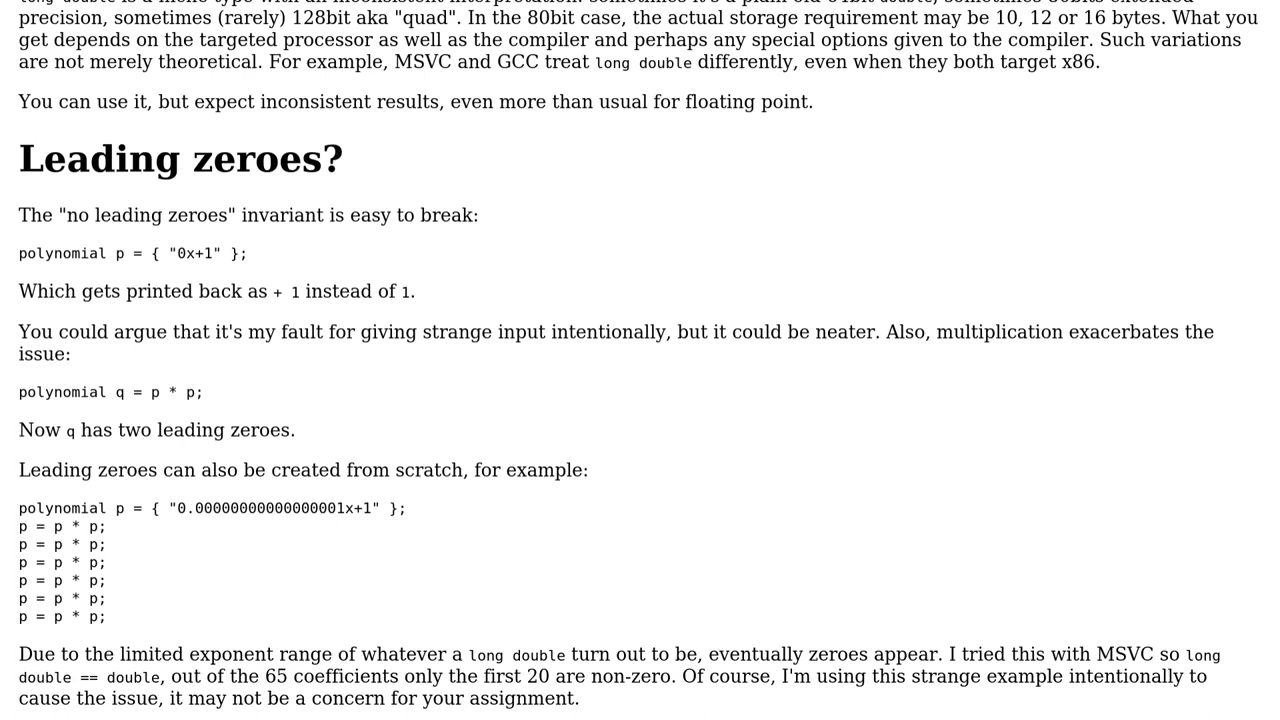 precision, sometimes (rarely) 128bit aka "quad". In the 80bit case, the actual storage requirement may be 10, 12 or 16 bytes. What you
get depends on the targeted processor as well as the compiler and perhaps any special options given to the compiler. Such variations
are not merely theoretical. For example, MSVC and GCC treat long double differently, even when they both target x86.
You can use it, but expect inconsistent results, even more than usual for floating point.
Leading zeroes?
The "no leading zeroes" invariant is easy to break:
polynomial p = { "0x+1" };
Which gets printed back as + 1 instead of 1.
You could argue that it's my fault for giving strange input intentionally, but it could be neater. Also, multiplication exacerbates the
issue:
polynomial q = p * p;
Now q has two leading zeroes.
Leading zeroes can also be created from scratch, for example:
polynomial p = { "0.00000000000000001x+1" };
p = p * p;
p = p * p;
p = p * p;
p = p * p;
p = p * p;
p = p * p;
Due to the limited exponent range of whatever a long double turn out to be, eventually zeroes appear. I tried this with MSVC so long
double == double, out of the 65 coefficients only the first 20 are non-zero. Of course, I'm using this strange example intentionally to
cause the issue, it may not be a concern for your assignment.